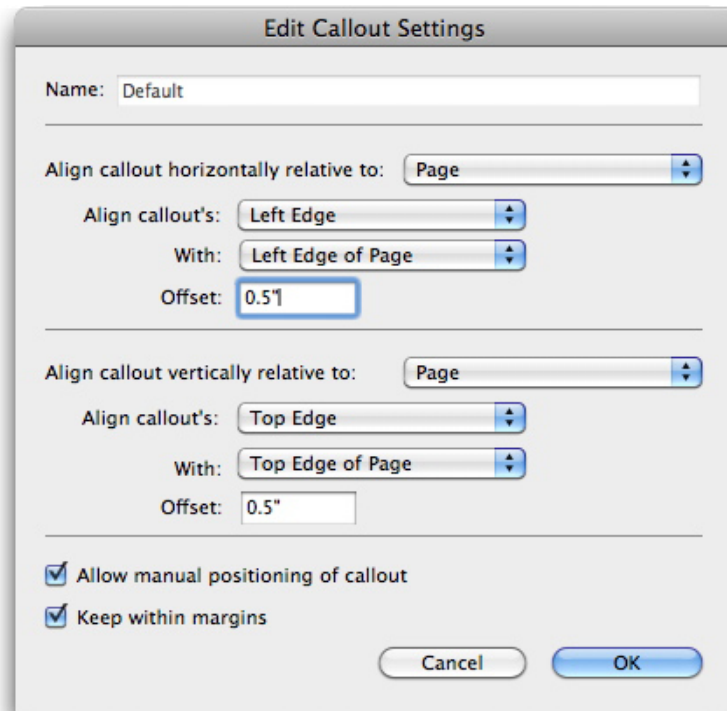 Edit Callout Settings
Name: Default
Align callout horizontally relative to: Page
Align callout's: Left Edge
With: Left Edge of Page
Offset: 0.5"
Align callout vertically relative to: Page
Align callout's: Top Edge
With: Top Edge of Page
Offset: 0.5"
Allow manual positioning of callout
Keep within margins
Cancel OK